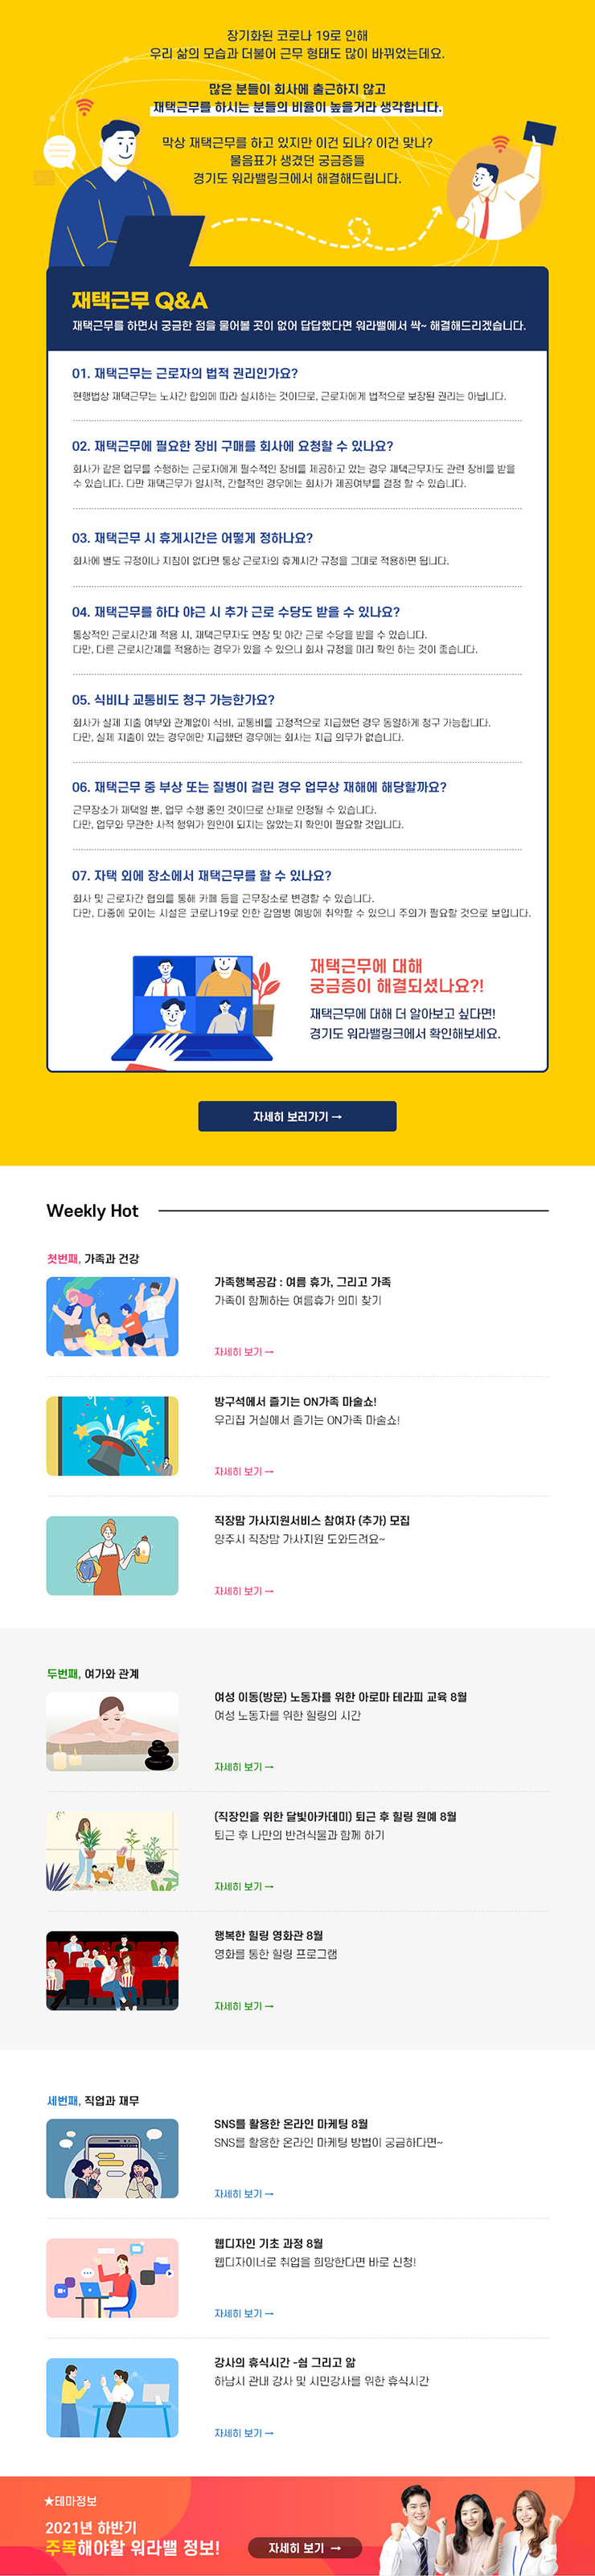 장기화된 코로나 19로 인해
우리 삶의 모습과 더불어 근무 형태도 많이 바뀌었는데요.
많은 분들이 회사에 출근하지 않고
재택근무를 하시는 분들의 비율이 높을거라 생각합니다.
막상 재택근무를 하고 있지만 이건 되나? 이건 맞나?
물음표가 생겼던 궁금증들
경기도 워라밸링크에서 해결해드립니다.
재택근무 Q&A
재택근무를 하면서 궁금한 점을 물어볼 곳이 없어 답답했다면 워라밸에서 싹~ 해결해드리겠습니다.
01. 재택근무는 근로자의 법적 권리인가요?
현행법상 재택근무는 노사간 합의에 따라 실시하는 것이므로, 근로자에게 법적으로 보장된 권리는 아닙니다.
02. 재택근무에 필요한 장비 구매를 회사에 요청할 수 있나요?
회사가 같은 업무를 수행하는 근로자에게 필수적인 장비를 제공하고 있는 경우 재택근무자도 관련 장비를 받을
수 있습니다. 다만 재택근무가 일시적, 간헐적인 경우에는 회사가 제공여부를 결정 할 수 있습니다.
03. 재택근무 시 휴게시간은 어떻게 정하나요?
회사에 별도 규정이나 지침이 없다면 통상 근로자의 휴게시간 규정을 그대로 적용하면 됩니다.
04. 재택근무를 하다 야근 시 추가 근로 수당도 받을 수 있나요?
통상적인 근로시간제 적용 시, 재택근무자도 연장 및 야간 근로 수당을 받을 수 있습니다.
다만, 다른 근로시간제를 적용하는 경우가 있을 수 있으니 회사 규정을 미리 확인 하는 것이 좋습니다.
05. 식비나 교통비도 청구 가능한가요?
회사가 실제 지출 여부와 관계없이 식비, 교통비를 고정적으로 지급했던 경우 동일하게 청구 가능합니다.
다만, 실제 지출이 있는 경우에만 지급했던 경우에는 회사는 지급 의무가 없습니다.
06. 재택근무 중 부상 또는 질병이 걸린 경우 업무상 재해에 해당할까요?
근무장소가 재택일 뿐, 업무 수행 중인 것이므로 산재로 인정될 수 있습니다.
다만, 업무와 무관한 사적 행위가 원인이 되지는 않았는지 확인이 필요할 것입니다.
07. 자택 외에 장소에서 재택근무를 할 수 있나요?
회사 및 근로자간 협의를 통해 카페 등을 근무장소로 변경할 수 있습니다.
다만, 다중에 모이는 시설은 코로나19로 인한 감염병 예방에 취약할 수 있으니 주의가 필요할 것으로 보입니다.
재택근무에 대해
궁금증이 해결되셨나요?!
재택근무에 대해 더 알아보고 싶다면!
경기도 워라밸링크에서 확인해보세요.
자세히 보러가기 →
Weekly Hot
첫번째, 가족과 건강
가족행복공감 : 여름 휴가, 그리고 가족
가족이 함께하는 여름휴가 의미 찾기
자세히 보기 →
방구석에서 즐기는 ON가족 마술쇼!
우리집 거실에서 즐기는 ON가족 마술쇼!
자세히 보기 →
직장맘 가사지원서비스 참여자 (추가) 모집
양주시 직장맘 가사지원 도와드려요~
자세히 보기 →
두번째, 여가와 관계
여성 이동(방문) 노동자를 위한 아로마 테라피 교육 8월
여성 노동자를 위한 힐링의 시간
자세히 보기 →
(직장인을 위한 달빛아카데미) 퇴근 후 힐링 원예 8월
퇴근 후 나만의 반려식물과 함께 하기
자세히 보기 →
행복한 힐링 영화관 8월
영화를 통한 힐링 프로그램
자세히 보기 →
세번째, 직업과 재무
SNS를 활용한 온라인 마케팅 8월
SNS를 활용한 온라인 마케팅 방법이 궁금하다면~
자세히 보기 →
웹디자인 기초 과정 8월
웹디자이너로 취업을 희망한다면 바로 신청!
자세히 보기 →
강사의 휴식시간 -쉼 그리고 앎
하남시 관내 강사 및 시민강사를 위한 휴식시간
자세히 보기 →
★테마정보
2021년 하반기
주목해야할 워라밸 정보!
자세히 보기 →